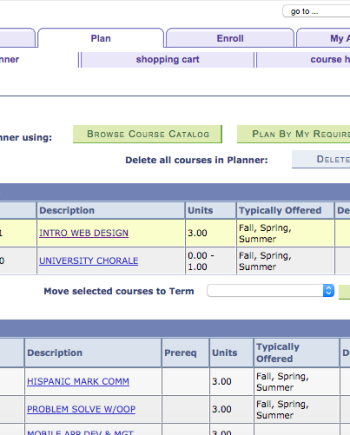 go to ...
Plan Enroll My A
nner shopping cart course h
nner using: BROWSE COURSE CATALOG PLAN BY MY REQUIRE
Delete all courses in Planner: DELETE
Description Units Typically Offered De
1 INTRO WEB DESIGN 3.00 Fall, Spring,
Summer
0 UNIVERSITY CHORALE 0.00 -
1.00 Fall, Spring,
Summer
Move selected courses to Term
Description Prereq Units Typically
Offered D
HISPANIC MARK COMM 3.00 Fall, Spring,
Summer
PROBLEM SOLVE W/OOP 3.00 Fall, Spring,
Summer
MOBILE APP DEV & MGT 3.00 Fall, Spring,